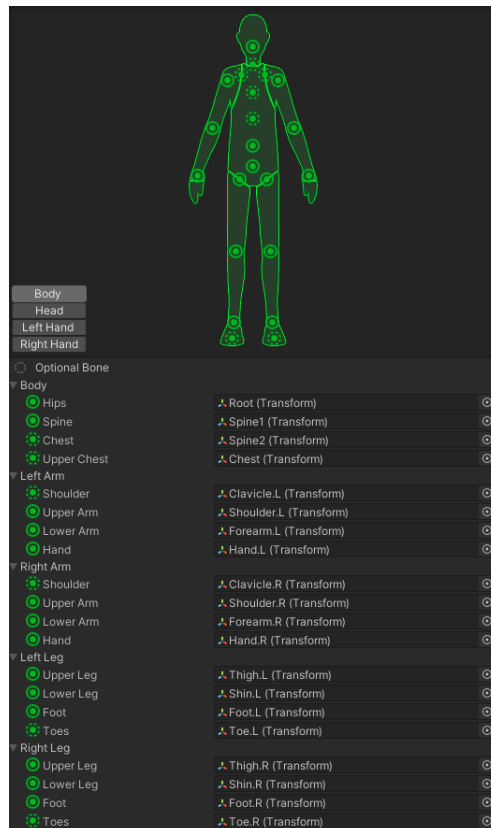 Body
Head
Left Hand
Right Hand
Optional Bone
Body
Hips Root (Transform)
Spine Spine1 (Transform)
Chest Spine2 (Transform)
Upper Chest Chest (Transform)
Left Arm
Shoulder Clavicle.L (Transform)
Upper Arm Shoulder.L (Transform)
Lower Arm Forearm.L (Transform)
Hand Hand.L (Transform)
Right Arm
Shoulder Clavicle.R (Transform)
Upper Arm Shoulder.R (Transform)
Lower Arm Forearm.R (Transform)
Hand Hand.R (Transform)
Left Leg
Upper Leg Thigh.L (Transform)
Lower Leg Shin.L (Transform)
Foot Foot.L (Transform)
Toes Toe.L (Transform)
Right Leg
Upper Leg Thigh.R (Transform)
Lower Leg Shin.R (Transform)
Foot Foot.R (Transform)
Toes Toe.R (Transform)